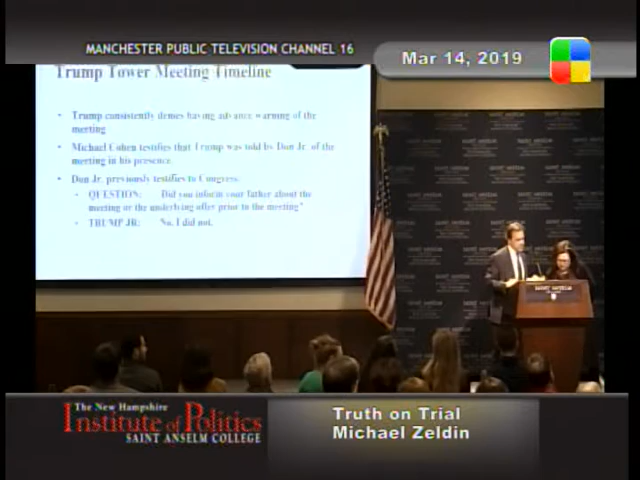 MANCHESTER PUBLIC TELEVISION CHANNEL 16
Mar 14, 2019
Trump Tower Meeting Timeline
• Trump consistently denies having advance warning of the
meeting
• Michael Cohen testifies that Trump was told by Don Jr. of the
meeting in his presence
• Don Jr. previously testifies to Congress:
• QUESTION: Did you inform your father about the
meeting or the underlying offer prior to the meeting"
• TRUMP JR: No. I did not.
SAINT ANSELM
The New Hampshire
Institute of Politics
SAINT ANSELM COLLEGE
Truth on Trial
Michael Zeldin